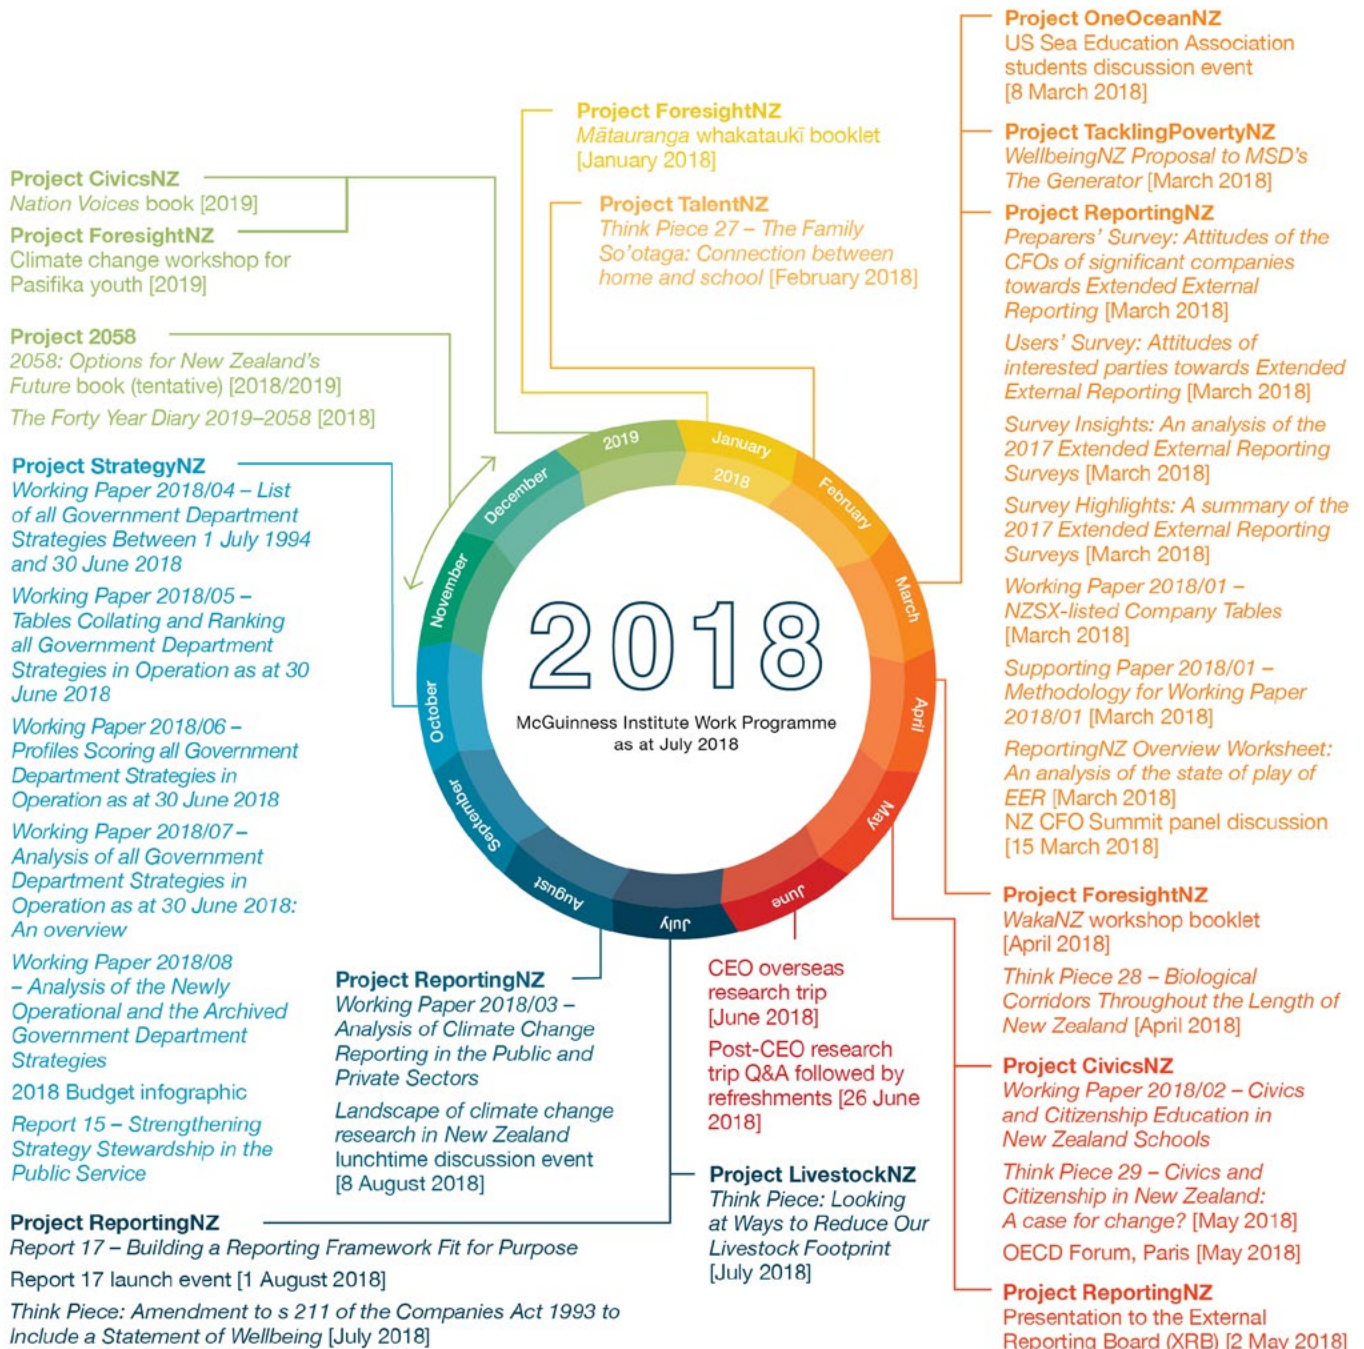 Project OneOceanNZ
US Sea Education Association
students discussion event
[8 March 2018]
Project TacklingPovertyNZ
WellbeingNZ Proposal to MSD's
The Generator [March 2018]
Project ReportingNZ
Preparers' Survey: Attitudes of the
CFOs of significant companies
towards Extended External
Reporting [March 2018]
Users' Survey: Attitudes of
interested parties towards Extended
External Reporting [March 2018]
Survey Insights: An analysis of the
2017 Extended External Reporting
Surveys [March 2018]
Survey Highlights: A summary of the
2017 Extended External Reporting
Surveys [March 2018]
Working Paper 2018/01 –
NZSX-listed Company Tables
[March 2018]
Supporting Paper 2018/01 –
Methodology for Working Paper
2018/01 [March 2018]
ReportingNZ Overview Worksheet:
An analysis of the state of play of
EER [March 2018]
NZ CFO Summit panel discussion
[15 March 2018]
Project ForesightNZ
Mātauranga whakataukī booklet
[January 2018]
Project TalentNZ
Think Piece 27 – The Family
So'otaga: Connection between
home and school [February 2018]
Project CivicsNZ
Nation Voices book [2019]
Project ForesightNZ
Climate change workshop for
Pasifika youth [2019]
Project 2058
2058: Options for New Zealand's
Future book (tentative) [2018/2019]
The Forty Year Diary 2019–2058 [2018]
Project StrategyNZ
Working Paper 2018/04 – List
of all Government Department
Strategies Between 1 July 1994
and 30 June 2018
Working Paper 2018/05 –
Tables Collating and Ranking
all Government Department
Strategies in Operation as at 30
June 2018
Working Paper 2018/06 –
Profiles Scoring all Government
Department Strategies in
Operation as at 30 June 2018
Working Paper 2018/07 –
Analysis of all Government
Department Strategies in
Operation as at 30 June 2018:
An overview
Working Paper 2018/08
– Analysis of the Newly
Operational and the Archived
Government Department
Strategies
2018 Budget infographic
Report 15 – Strengthening
Strategy Stewardship in the
Public Service
2019
January
2018
February
March
April
May
June
July
August
September
October
November
December
2018
McGuinness Institute Work Programme
as at July 2018
Project ForesightNZ
WakaNZ workshop booklet
[April 2018]
Think Piece 28 – Biological
Corridors Throughout the Length of
New Zealand [April 2018]
Project CivicsNZ
Working Paper 2018/02 – Civics
and Citizenship Education in
New Zealand Schools
Think Piece 29 – Civics and
Citizenship in New Zealand:
A case for change? [May 2018]
OECD Forum, Paris [May 2018]
Project ReportingNZ
Presentation to the External
Reporting Board (XRB) [2 May 2018]
CEO overseas
research trip
[June 2018]
Post-CEO research
trip Q&A followed by
refreshments [26 June
2018]
Project LivestockNZ
Think Piece: Looking
at Ways to Reduce Our
Livestock Footprint
[July 2018]
Project ReportingNZ
Working Paper 2018/03 –
Analysis of Climate Change
Reporting in the Public and
Private Sectors
Landscape of climate change
research in New Zealand
lunchtime discussion event
[8 August 2018]
Project ReportingNZ
Report 17 – Building a Reporting Framework Fit for Purpose
Report 17 launch event [1 August 2018]
Think Piece: Amendment to s 211 of the Companies Act 1993 to
Include a Statement of Wellbeing [July 2018]